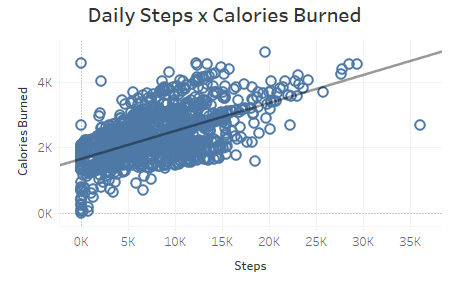 Daily Steps x Calories Burned
Calories Burned
4K
2K
0K
0K 5K 10K 15K 20K 25K 30K 35K
Steps